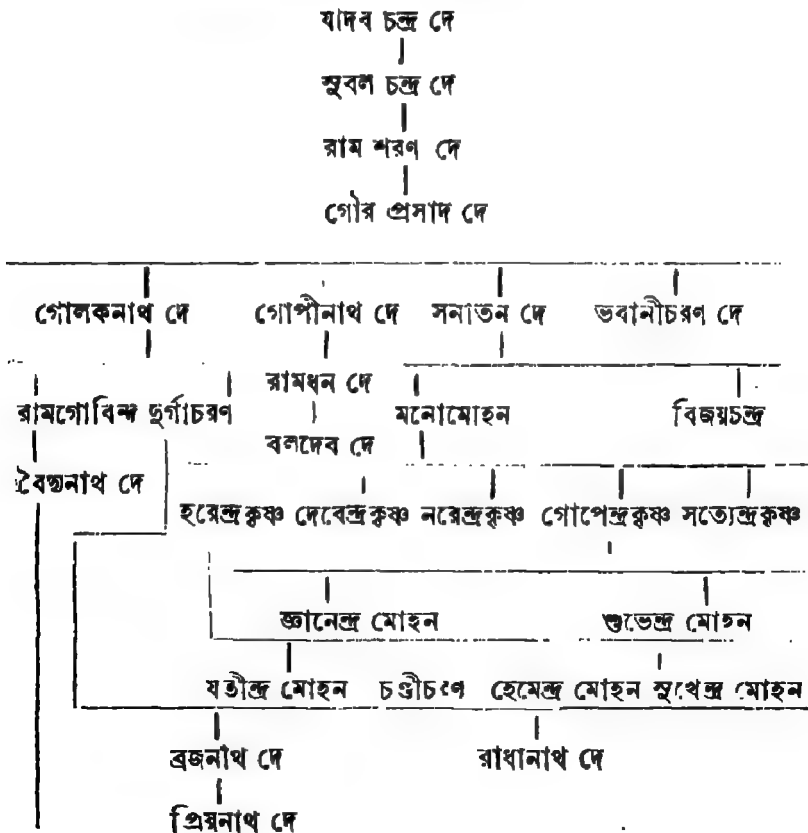 যাদব চন্দ্র দে
সুবল চন্দ্র দে
রাম শরণ দে
গৌর প্রসাদ দে
গোলকনাথ দে গোপীনাথ দে সনাতন দে ভবানীচরণ দে
রামধন দে
রামগোবিন্দ দুর্গাচরণ মনোমোহন বিজয়চন্দ্র
বলদেব দে
বৈদ্যনাথ দে
হরেন্দ্রকৃষ্ণ দেবেন্দ্রকৃষ্ণ নরেন্দ্রকৃষ্ণ গোপেন্দ্রকৃষ্ণ সত্যেন্দ্রকৃষ্ণ
জ্ঞানেন্দ্র মোহন শুভেন্দ্র মোহন
যতীন্দ্র মোহন চণ্ডীচরণ হেমেন্দ্র মোহন সুখেন্দ্র মোহন
ব্রজনাথ দে রাধানাথ দে
প্রিয়নাথ দে